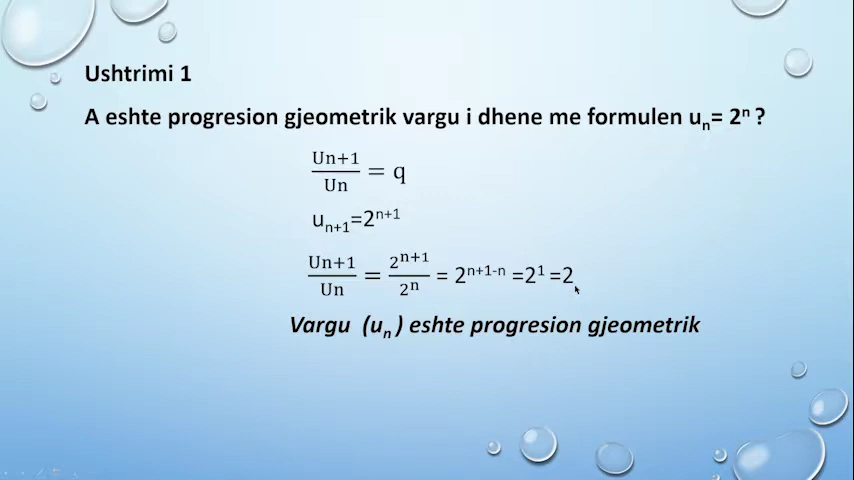 Ushtrimi 1
A eshte progresion gjeometrik vargu i dhene me formulen uₙ= 2ⁿ ?
Un+1/Un = q
uₙ₊₁=2ⁿ⁺¹
Un+1/Un = 2ⁿ⁺¹/2ⁿ = 2ⁿ⁺¹⁻ⁿ =2¹ =2
Vargu (uₙ ) eshte progresion gjeometrik